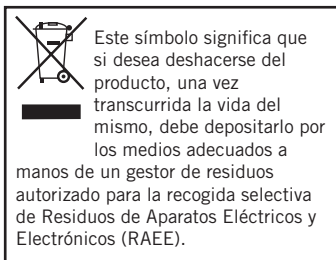 Este símbolo significa que
si desea deshacerse del
producto, una vez
transcurrida la vida del
mismo, debe depositarlo por
los medios adecuados a
manos de un gestor de residuos
autorizado para la recogida selectiva
de Residuos de Aparatos Eléctricos y
Electrónicos (RAEE).